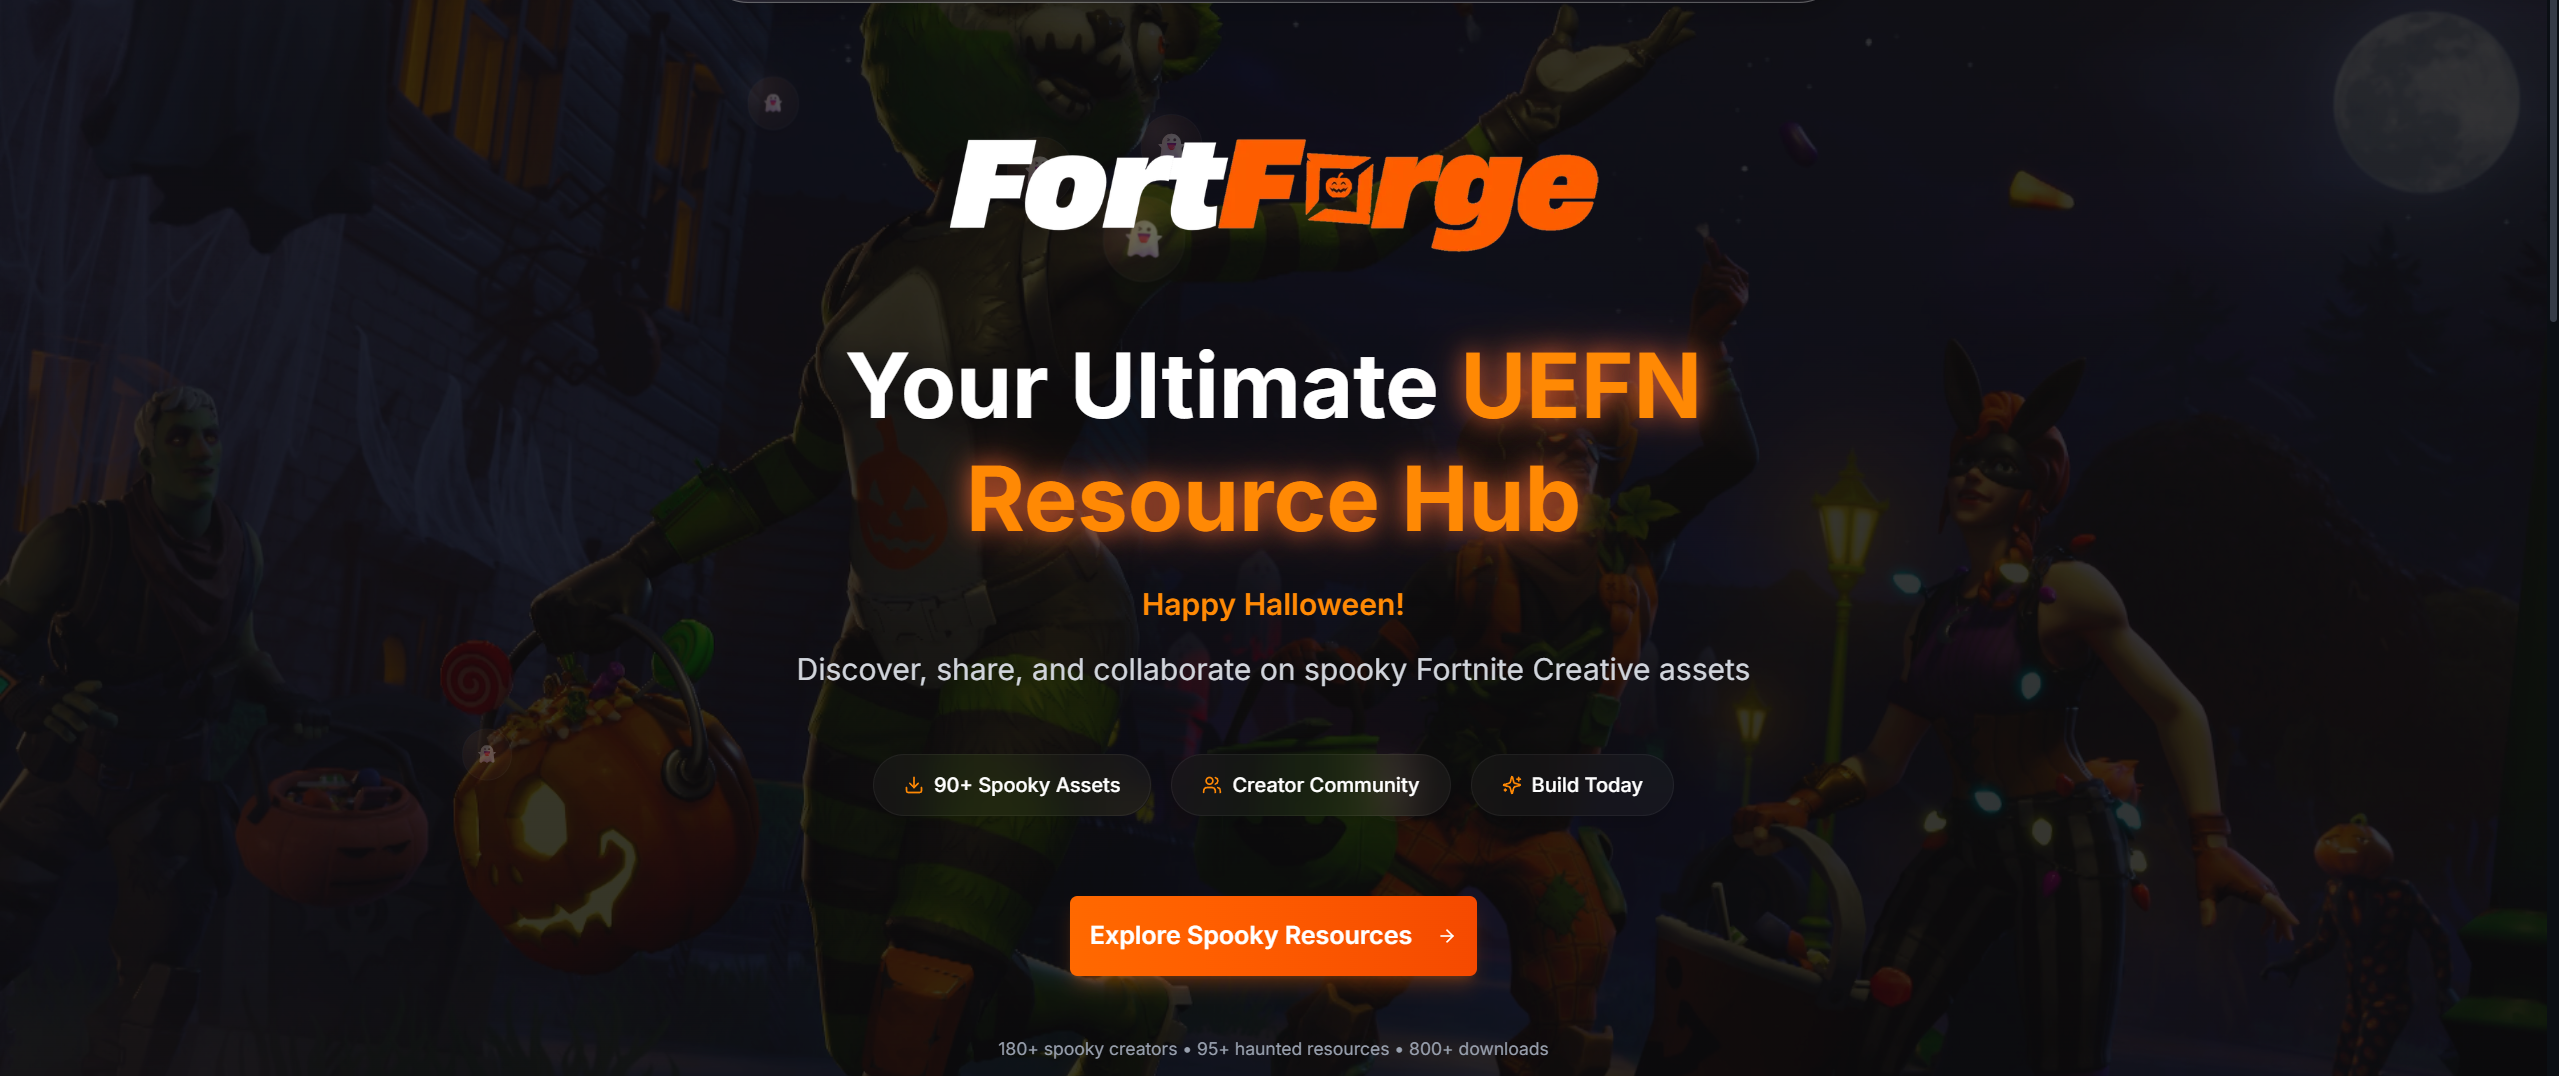 FortForge
Your Ultimate UEFN
Resource Hub
Happy Halloween!
Discover, share, and collaborate on spooky Fortnite Creative assets
90+ Spooky Assets
Creator Community
Build Today
Explore Spooky Resources →
180+ spooky creators • 95+ haunted resources • 800+ downloads